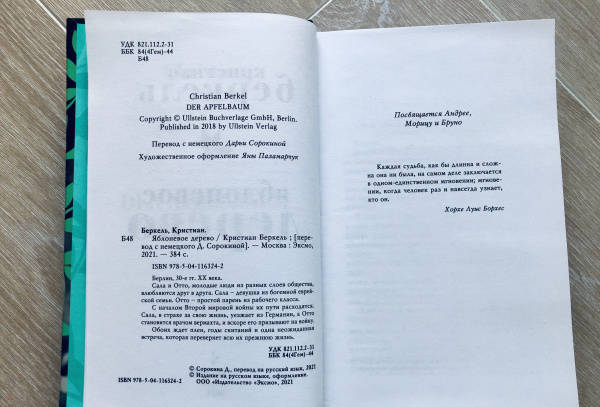 УДК 821.112.2-31
ББК 84(4Гем)-44
Б48
Christian Berkel
DER APFELBAUM
Copyright © Ullstein Buchverlage GmbH, Berlin.
Published in 2018 by Ullstein Verlag
Перевод с немецкого Дарьи Сорокиной
Художественное оформление Яны Паламарчук
Беркель, Кристиан.
Б48 Яблоневое дерево / Кристиан Беркель ; [пере-
вод с немецкого Д. Сорокиной]. — Москва : Эксмо,
2021. — 384 с.
ISBN 978-5-04-116324-2
Берлин, 30-е гг. XX века.
Сала и Отто, молодые люди из разных слоев общества,
влюбляются друг в друга. Сала — девушка из богемной еврей-
ской семьи. Отто — простой парень из рабочего класса.
С началом Второй мировой войны их пути расходятся.
Сала, в страхе за свою жизнь, уезжает из Германии, а Отто
становится врачом вермахта, и вскоре его призывают на войну.
Обоих ждет плен, годы скитаний и одна неожиданная
встреча, которая перевернет всю их прежнюю жизнь.
УДК 821.112.2-31
ББК 84(4Гем)-44
© Сорокина Д., перевод на русский язык, 2021
© Издание на русском языке, оформление.
ISBN 978-5-04-116324-2 ООО «Издательство «Эксмо», 2021
Посвящается Андрее,
Морицу и Бруно
Каждая судьба, как бы длинна и слож-
на она ни была, на самом деле заключается
в одном-единственном мгновении; мгнове-
нии, когда человек раз и навсегда узнает,
кто он.
Хорхе Луис Борхес